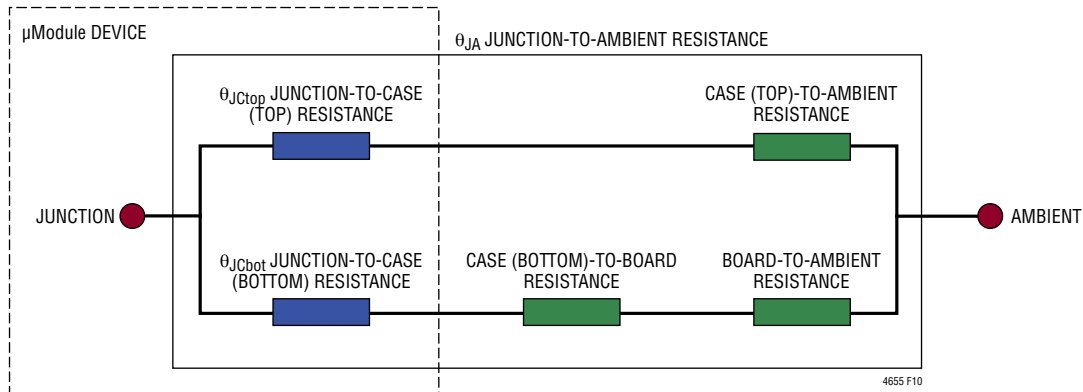 µModule DEVICE
θJA JUNCTION-TO-AMBIENT RESISTANCE
θJCtop JUNCTION-TO-CASE
(TOP) RESISTANCE
CASE (TOP)-TO-AMBIENT
RESISTANCE
JUNCTION
AMBIENT
θJCbot JUNCTION-TO-CASE
(BOTTOM) RESISTANCE
CASE (BOTTOM)-TO-BOARD
RESISTANCE
BOARD-TO-AMBIENT
RESISTANCE
4655 F10